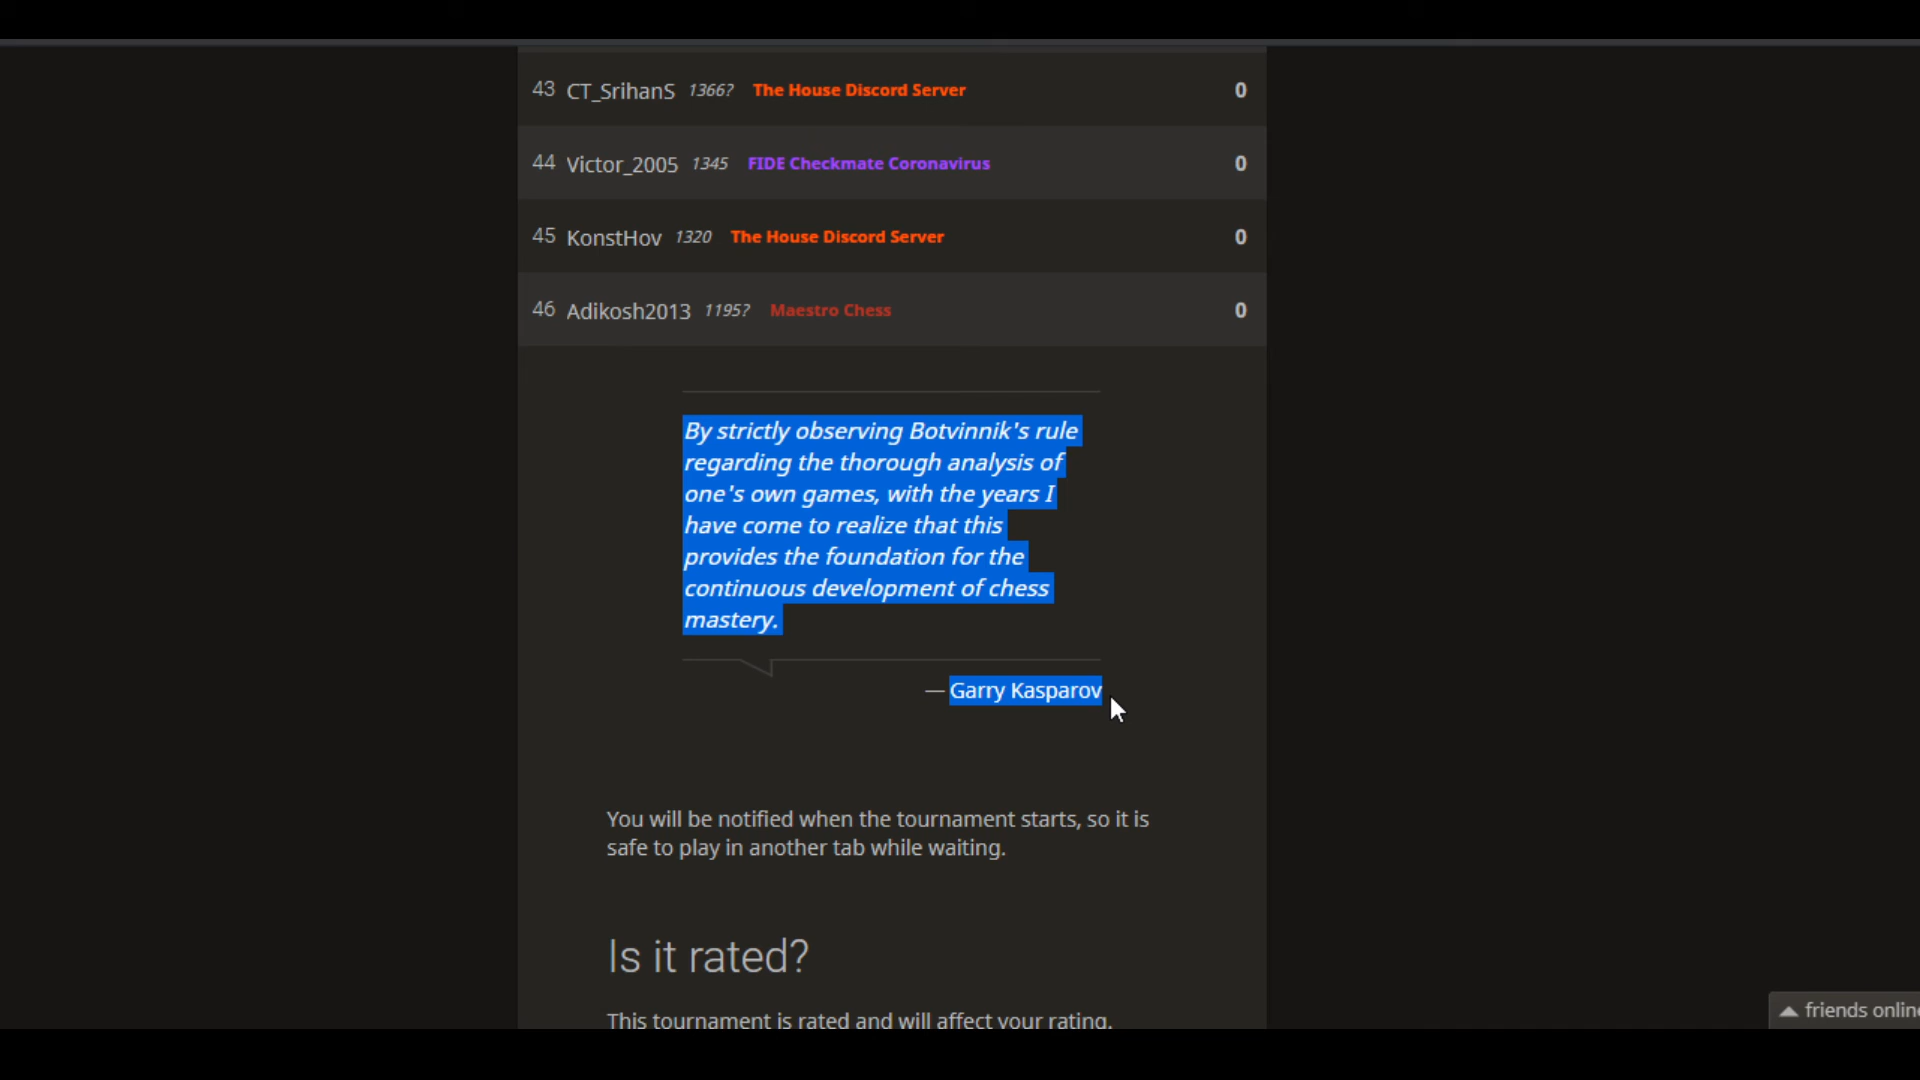 43 CT_SrihanS 1366? The House Discord Server 0
44 Victor_2005 1345 FIDE Checkmate Coronavirus 0
45 KonstHov 1320 The House Discord Server 0
46 Adikosh2013 1195? Maestro Chess 0
By strictly observing Botvinnik's rule
regarding the thorough analysis of
one's own games, with the years I
have come to realize that this
provides the foundation for the
continuous development of chess
mastery.
— Garry Kasparov
You will be notified when the tournament starts, so it is
safe to play in another tab while waiting.
Is it rated?
This tournament is rated and will affect your rating.
friends online